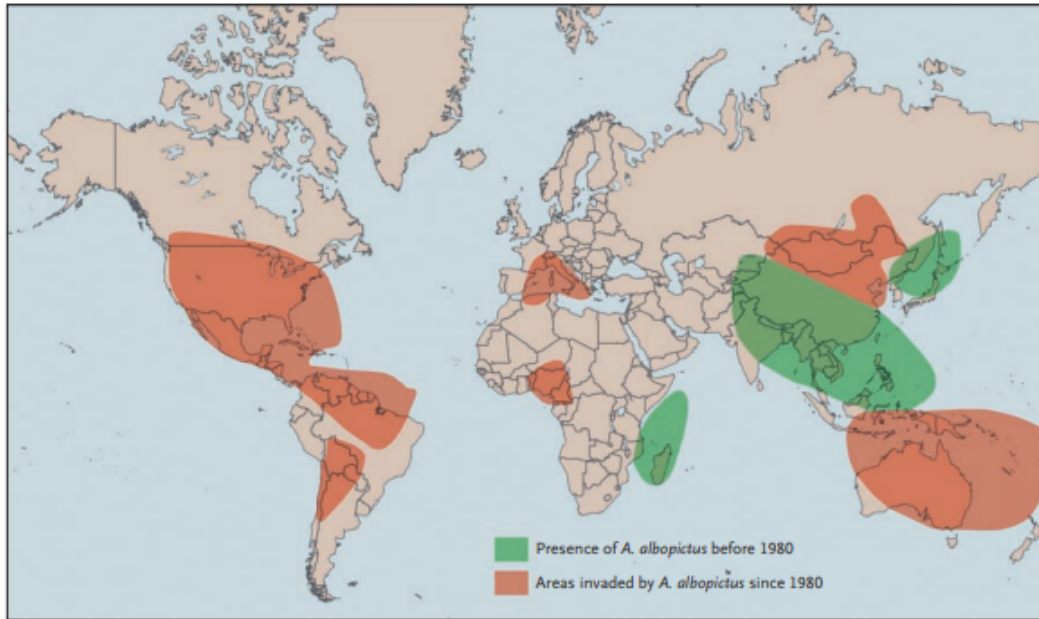 Presence of A. albopictus before 1980
Areas invaded by A. albopictus since 1980